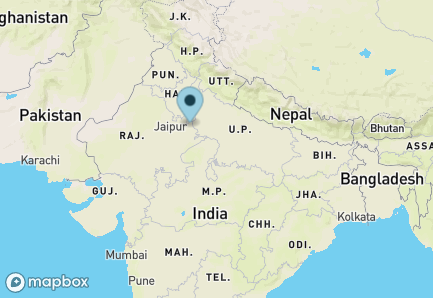 ghanistan
J.K.
H.P.
PUN.
UTT.
HA
Pakistan
Nepal
Jaipur
RAJ.
U.P.
Bhutan
ASSA
BIH.
Karachi
Bangladesh
GUJ.
M.P.
JHA.
India
Kolkata
CHH.
Mumbai
MAH.
ODI.
Pune
TEL.
mapbox